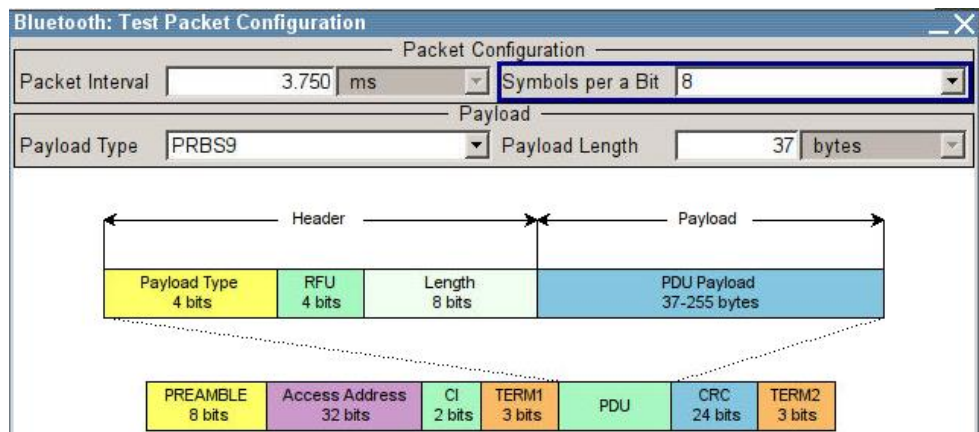 Bluetooth: Test Packet Configuration
Packet Configuration
Packet Interval 3.750 ms Symbols per a Bit 8
Payload
Payload Type PRBS9 Payload Length 37 bytes
Header Payload
Payload Type RFU Length PDU Payload
4 bits 4 bits 8 bits 37-255 bytes
PREAMBLE Access Address CI TERM1 PDU CRC TERM2
8 bits 32 bits 2 bits 3 bits 24 bits 3 bits